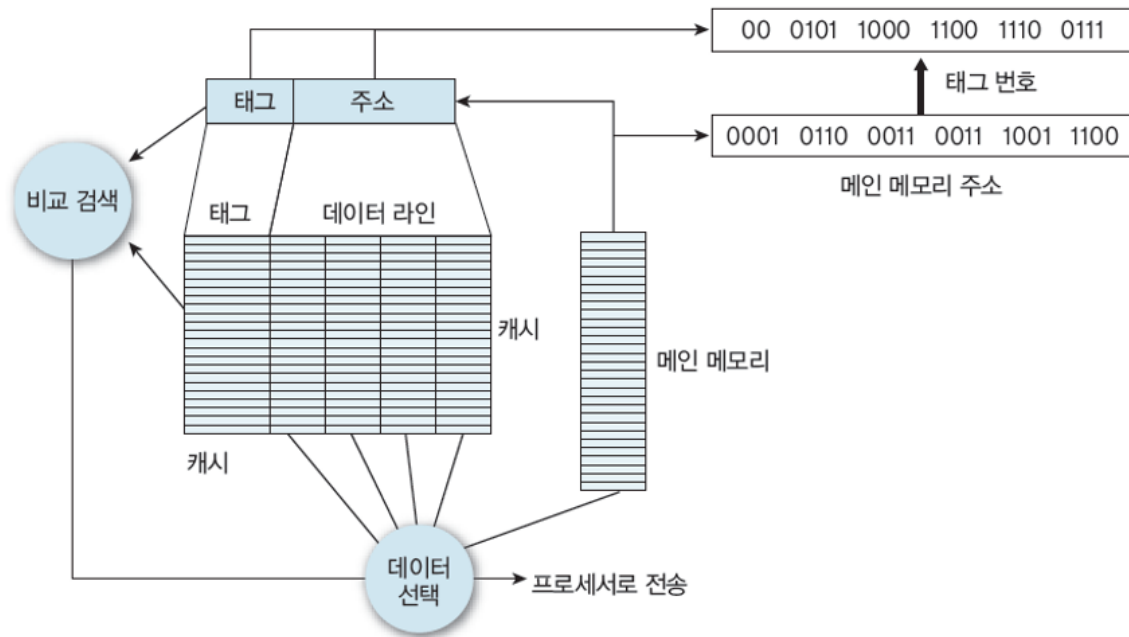 00 0101 1000 1100 1110 0111
태그 번호
0001 0110 0011 0011 1001 1100
메인 메모리 주소
태그 주소
비교 검색
태그 데이터 라인
캐시
메인 메모리
캐시
데이터
선택
프로세서로 전송